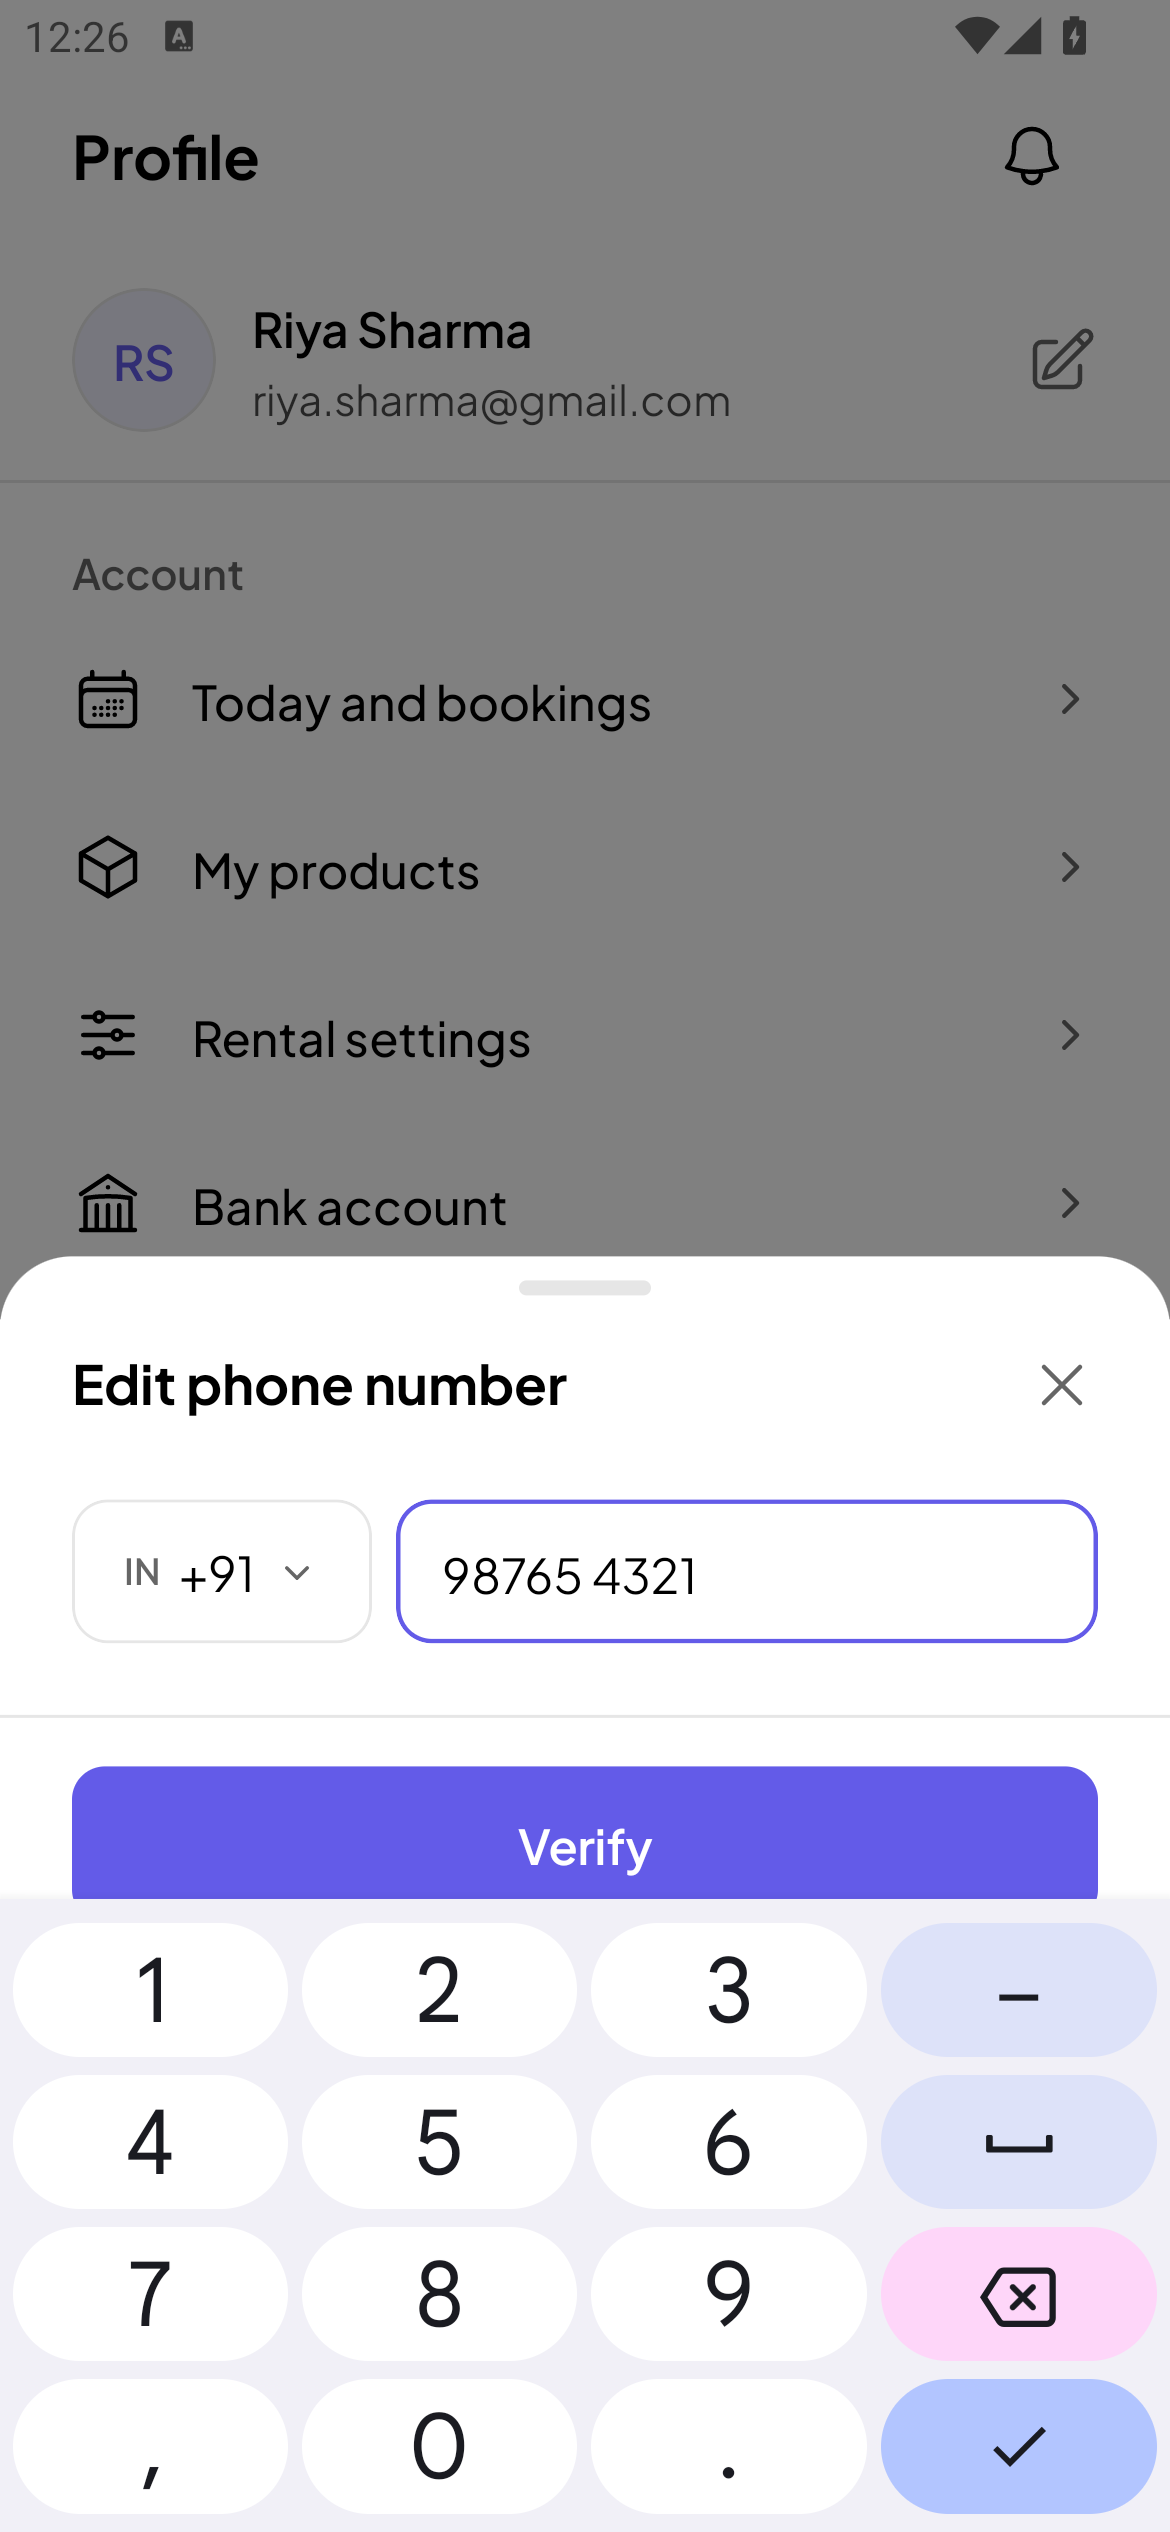 12:26
Profile
RS
Riya Sharma
riya.sharma@gmail.com
Account
Today and bookings
My products
Rental settings
Bank account
Edit phone number
IN +91
98765 4321
Verify
1 2 3 –
4 5 6
7 8 9
, 0 .